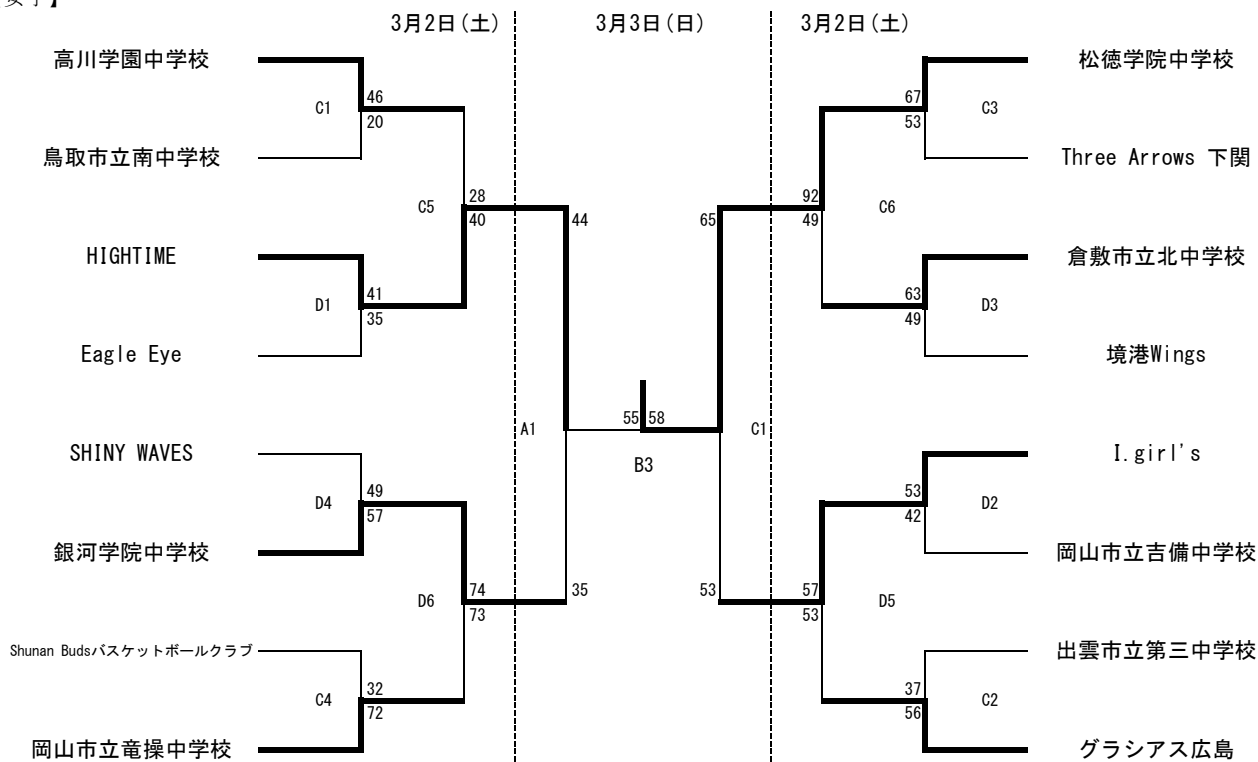 女子】
3月2日(土)
3月3日(日)
3月2日(土)
高川学園中学校
C1
46
20
鳥取市立南中学校
C5
28
40
HIGHTIME
D1
41
35
Eagle Eye
SHINY WAVES
D4
49
57
銀河学院中学校
D6
74
73
Shunan Budsバスケットボールクラブ
C4
32
72
岡山市立竜操中学校
44
A1
35
55
58
B3
65
C1
53
松徳学院中学校
67
53
C3
Three Arrows 下関
92
49
C6
倉敷市立北中学校
63
49
D3
境港Wings
I.girl's
53
42
D2
岡山市立吉備中学校
57
53
D5
出雲市立第三中学校
37
56
C2
グラシアス広島